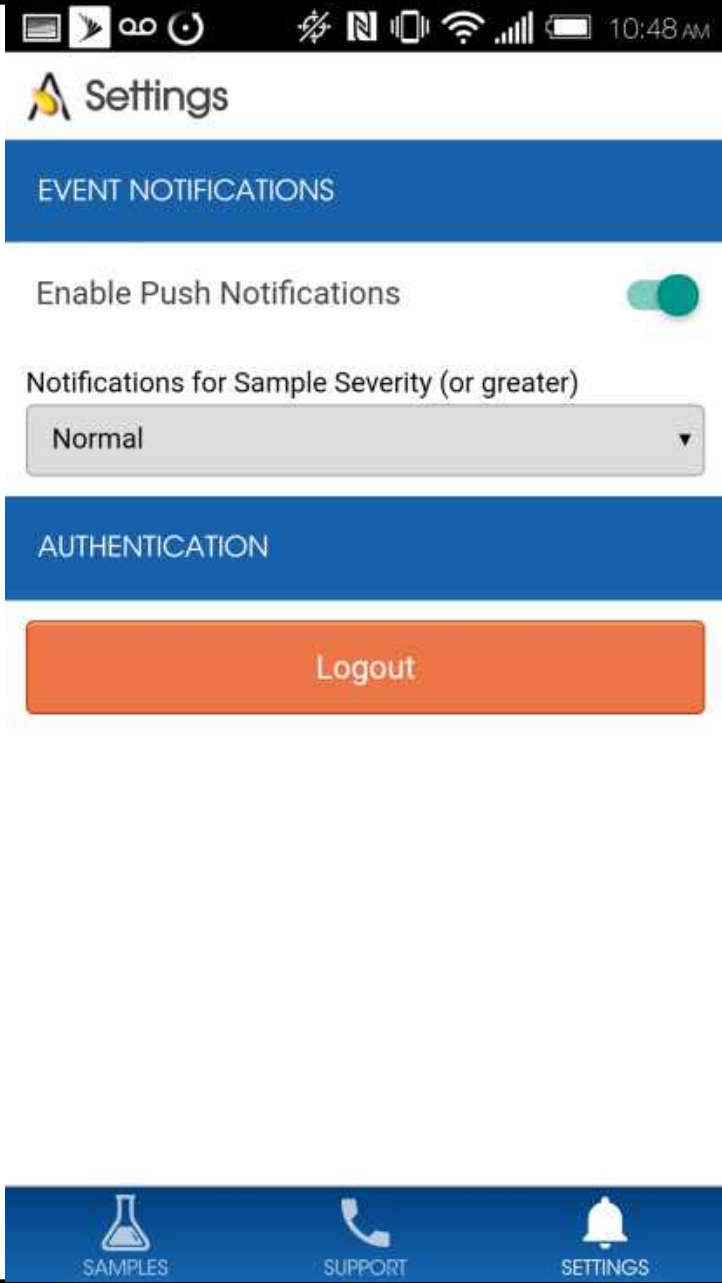 10:48 AM
Settings
EVENT NOTIFICATIONS
Enable Push Notifications
Notifications for Sample Severity (or greater)
Normal
AUTHENTICATION
Logout
SAMPLES SUPPORT SETTINGS